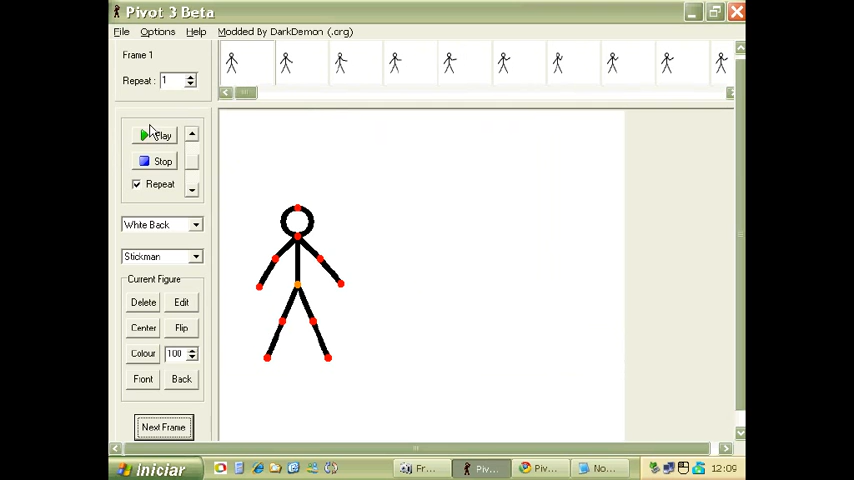 Pivot 3 Beta
File Options Help Modded By DarkDemon (.org)
Frame 1
Repeat : 1
Play
Stop
Repeat
White Back
Stickman
Current Figure
Delete Edit
Center Flip
Colour 100
Front Back
Next Frame
Iniciar Fr... Piv... Piv... No... 12:09